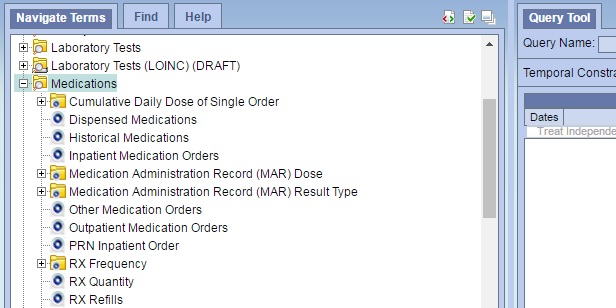 Navigate Terms
Find
Help
Laboratory Tests
Laboratory Tests (LOINC) (DRAFT)
Medications
Cumulative Daily Dose of Single Order
Dispensed Medications
Historical Medications
Inpatient Medication Orders
Medication Administration Record (MAR) Dose
Medication Administration Record (MAR) Result Type
Other Medication Orders
Outpatient Medication Orders
PRN Inpatient Order
RX Frequency
RX Quantity
RX Refills
Query Tool
Query Name:
Temporal Constra
Dates
Treat Independe